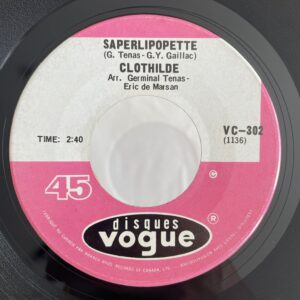 SAPERLIPOPETTE
(G. Tenas - G.Y. Gaillac)
CLOTHILDE
Arr. Germinal Tenas-
Eric de Marsan
TIME: 2:40
VC-302
(1136)
45
®
disques
vogue